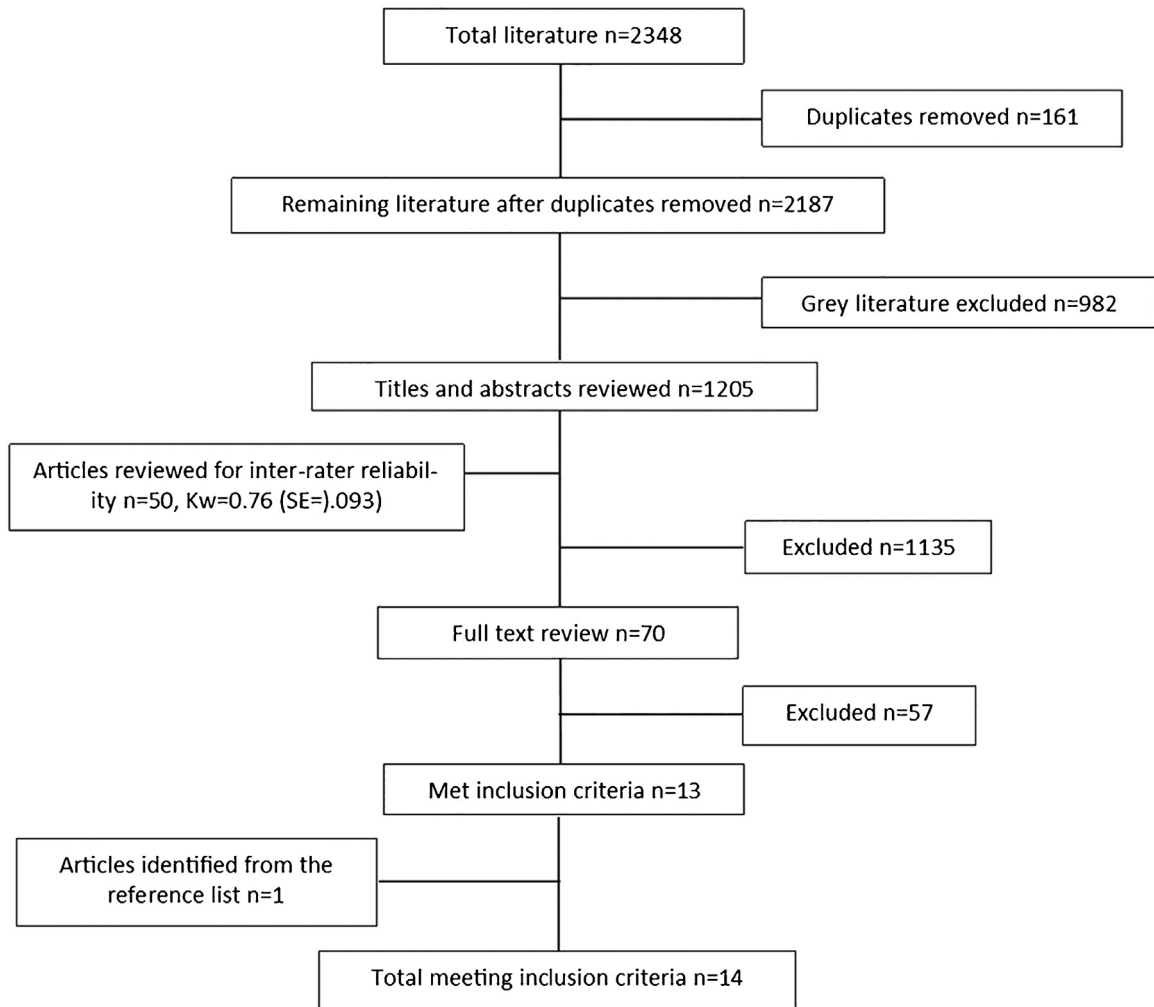 Total literature n=2348
Duplicates removed n=161
Remaining literature after duplicates removed n=2187
Grey literature excluded n=982
Titles and abstracts reviewed n=1205
Articles reviewed for inter-rater reliabil-
ity n=50, Kw=0.76 (SE=).093)
Excluded n=1135
Full text review n=70
Excluded n=57
Met inclusion criteria n=13
Articles identified from the
reference list n=1
Total meeting inclusion criteria n=14